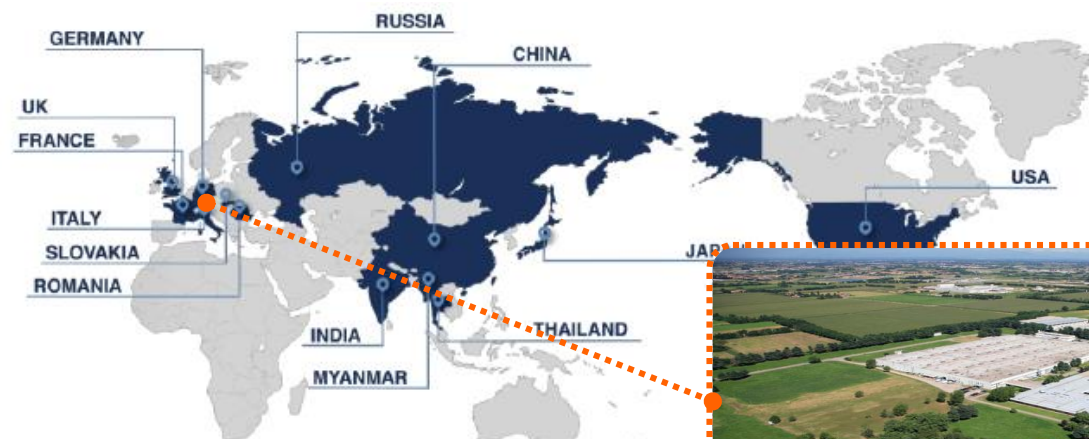 RUSSIA
GERMANY
CHINA
UK
FRANCE
USA
ITALY
SLOVAKIA
ROMANIA
INDIA
THAILAND
MYANMAR